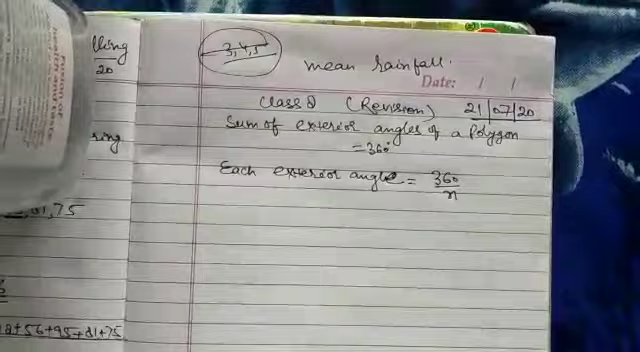 lling
20
ring
81,75
+56+95+81+75
3,4,5
mean rainfall.
Date: / /
Class 8 (Revision) 21/07/20
Sum of exterior angles of a Polygon
= 360°
Each exterior angle = 360/n